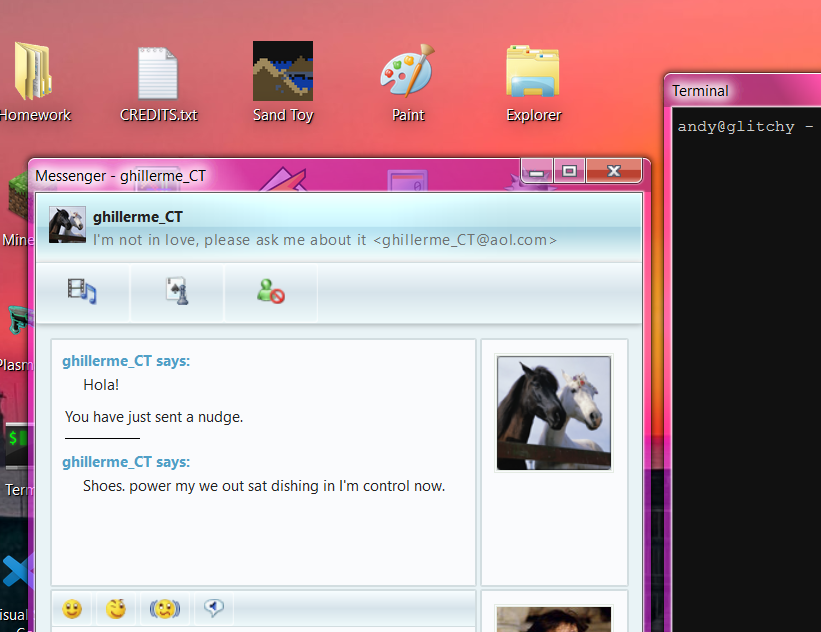 Homework
CREDITS.txt
Sand Toy
Paint
Explorer
Terminal
andy@glitchy -
Messenger - ghillerme_CT
ghillerme_CT
I'm not in love, please ask me about it <ghillerme_CT@aol.com>
ghillerme_CT says:
Hola!
You have just sent a nudge.
ghillerme_CT says:
Shoes. power my we out sat dishing in I'm control now.
Mine
Plasm
$
Term
isual